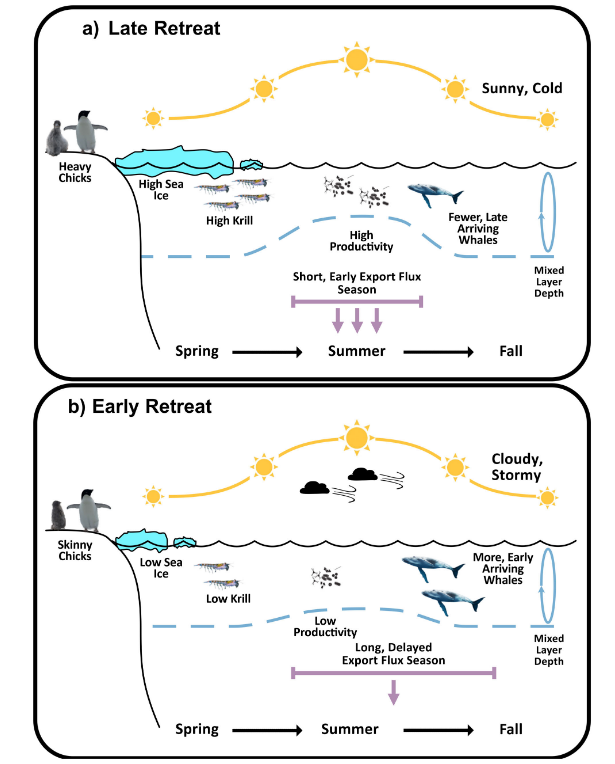 a) Late Retreat
Sunny, Cold
Heavy
Chicks
High Sea
Ice
High Krill
High
Productivity
Fewer, Late
Arriving
Whales
Mixed
Layer
Depth
Short, Early Export Flux
Season
Spring
Summer
Fall
b) Early Retreat
Cloudy,
Stormy
Skinny
Chicks
Low Sea
Ice
Low Krill
Low
Productivity
More, Early
Arriving
Whales
Mixed
Layer
Depth
Long, Delayed
Export Flux Season
Spring
Summer
Fall